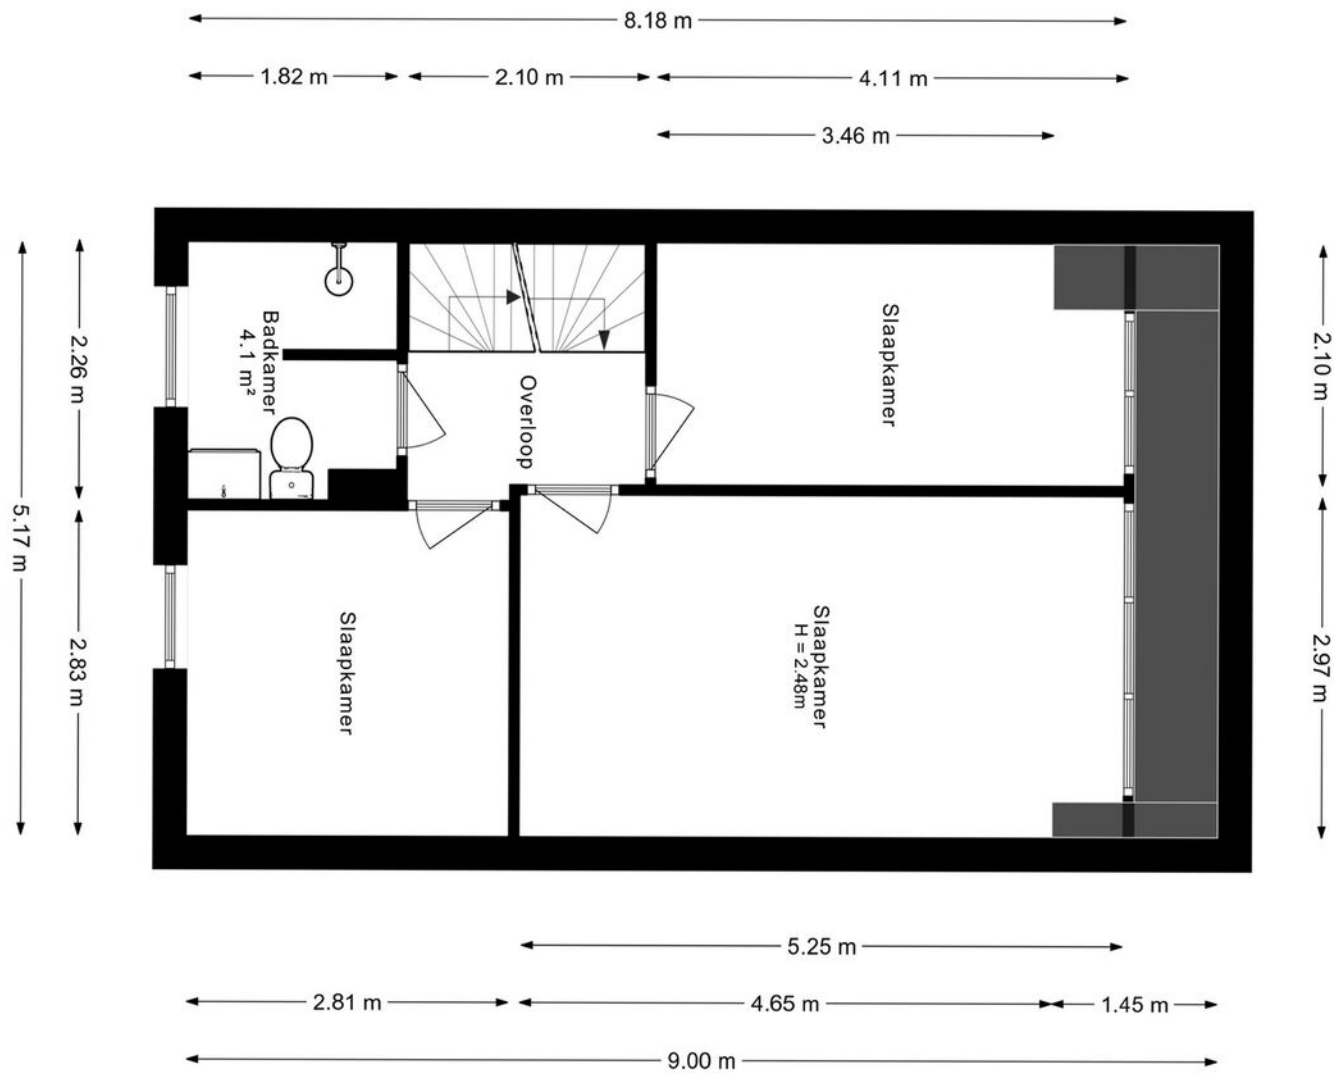 8.18 m
1.82 m
2.10 m
4.11 m
3.46 m
5.17 m
2.26 m
2.83 m
Badkamer
4.1 m²
Overloop
Slaapkamer
Slaapkamer
Slaapkamer
H = 2.48m
2.10 m
2.97 m
5.25 m
2.81 m
4.65 m
1.45 m
9.00 m